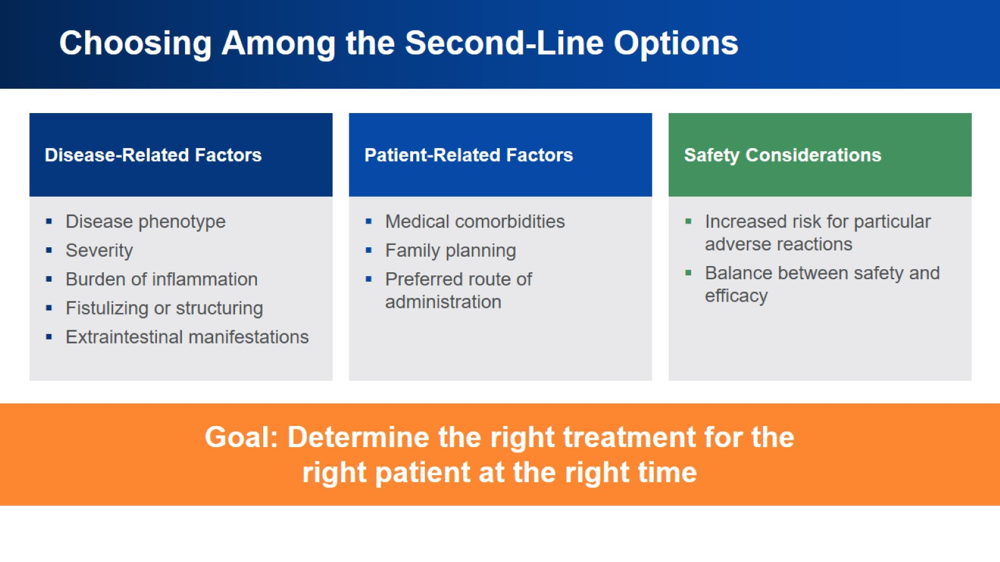 Choosing Among the Second-Line Options
Disease-Related Factors
▪ Disease phenotype
▪ Severity
▪ Burden of inflammation
▪ Fistulizing or structuring
▪ Extraintestinal manifestations
Patient-Related Factors
▪ Medical comorbidities
▪ Family planning
▪ Preferred route of
administration
Safety Considerations
▪ Increased risk for particular
adverse reactions
▪ Balance between safety and
efficacy
Goal: Determine the right treatment for the
right patient at the right time